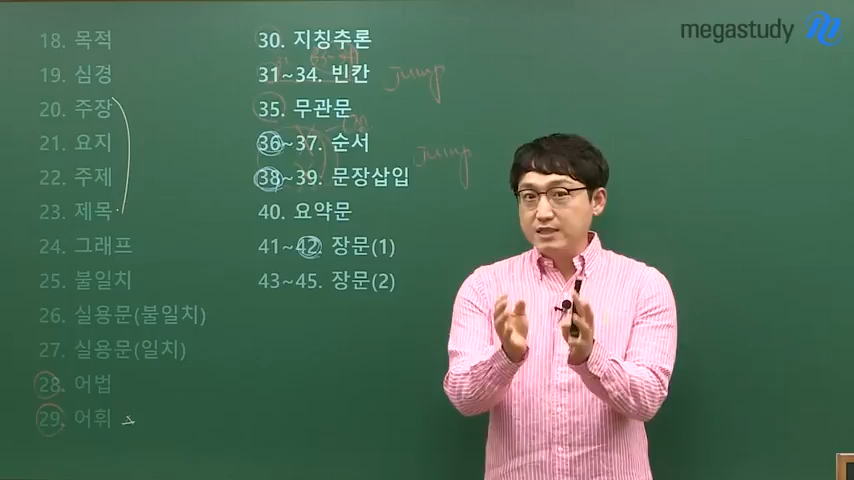 megastudy
18. 목적
19. 심경
20. 주장
21. 요지
22. 주제
23. 제목
24. 그래프
25. 불일치
26. 실용문(불일치)
27. 실용문(일치)
28. 어법
29. 어휘
30. 지칭추론
31~34. 빈칸 Jump
35. 무관문
36~37. 순서
38~39. 문장삽입 Jump
40. 요약문
41~42. 장문(1)
43~45. 장문(2)